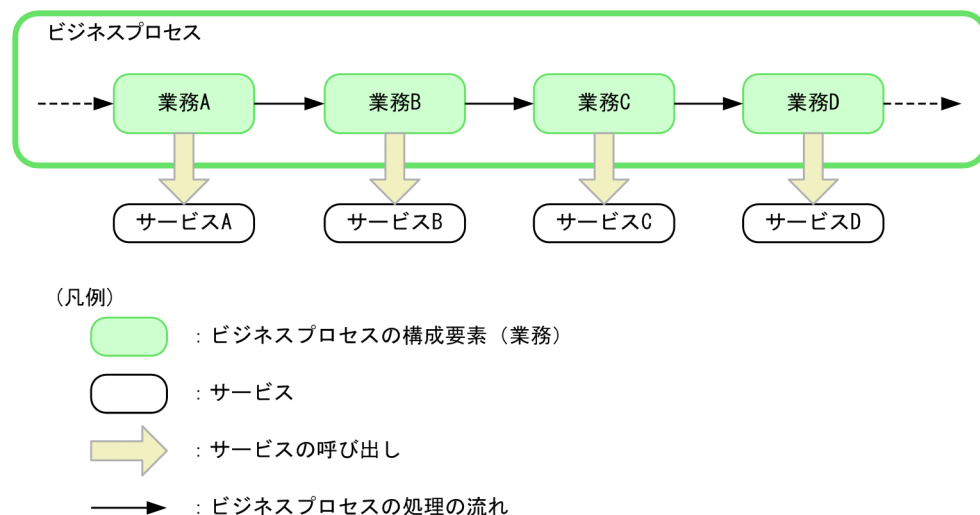 ビジネスプロセス
業務A
業務B
業務C
業務D
サービスA
サービスB
サービスC
サービスD
（凡例）
：ビジネスプロセスの構成要素（業務）
：サービス
：サービスの呼び出し
：ビジネスプロセスの処理の流れ